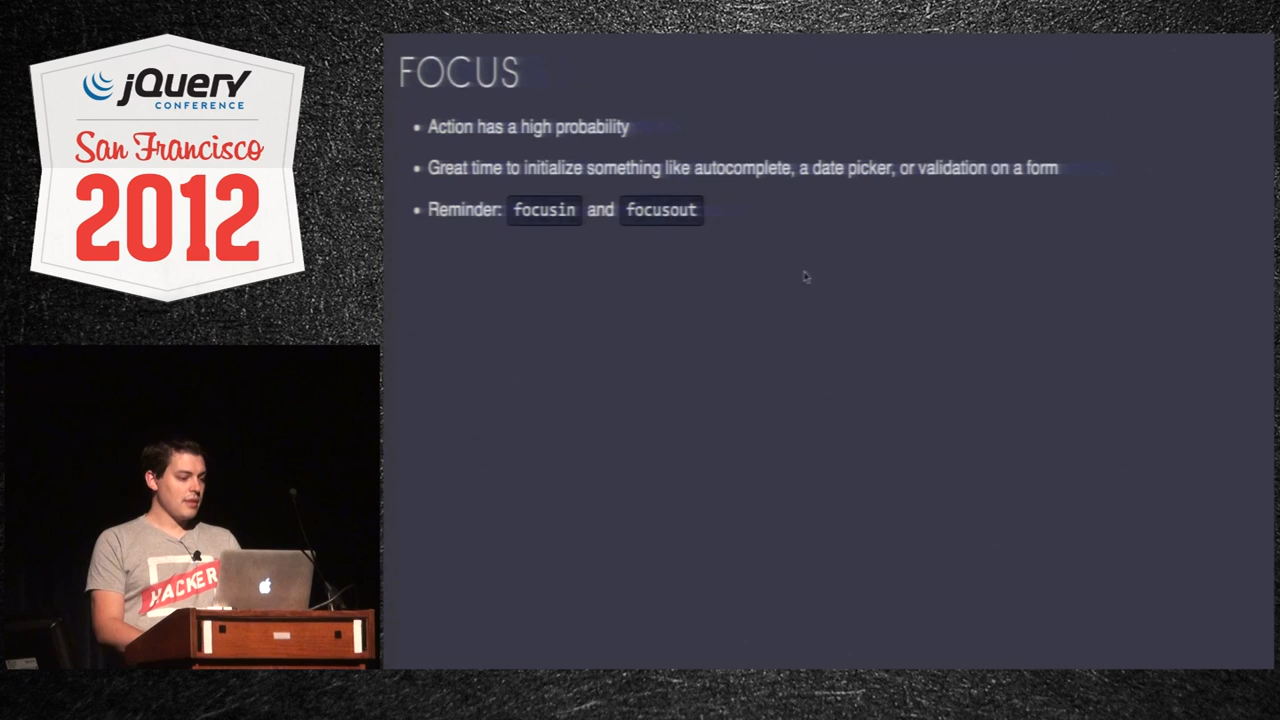 jQuery
CONFERENCE
San Francisco
2012
FOCUS
• Action has a high probability
• Great time to initialize something like autocomplete, a date picker, or validation on a form
• Reminder: focusin and focusout
HACKER